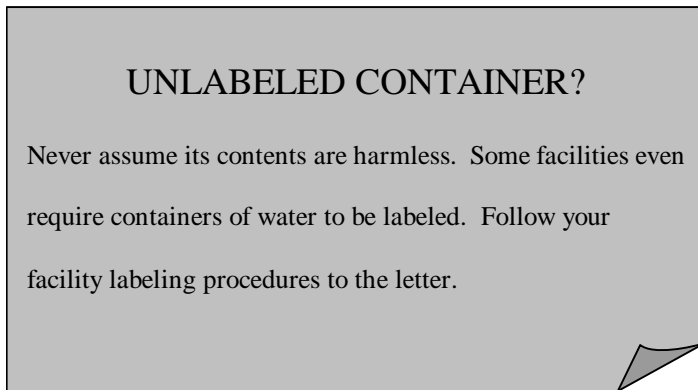 UNLABELED CONTAINER?
Never assume its contents are harmless.  Some facilities even
require containers of water to be labeled.  Follow your
facility labeling procedures to the letter.